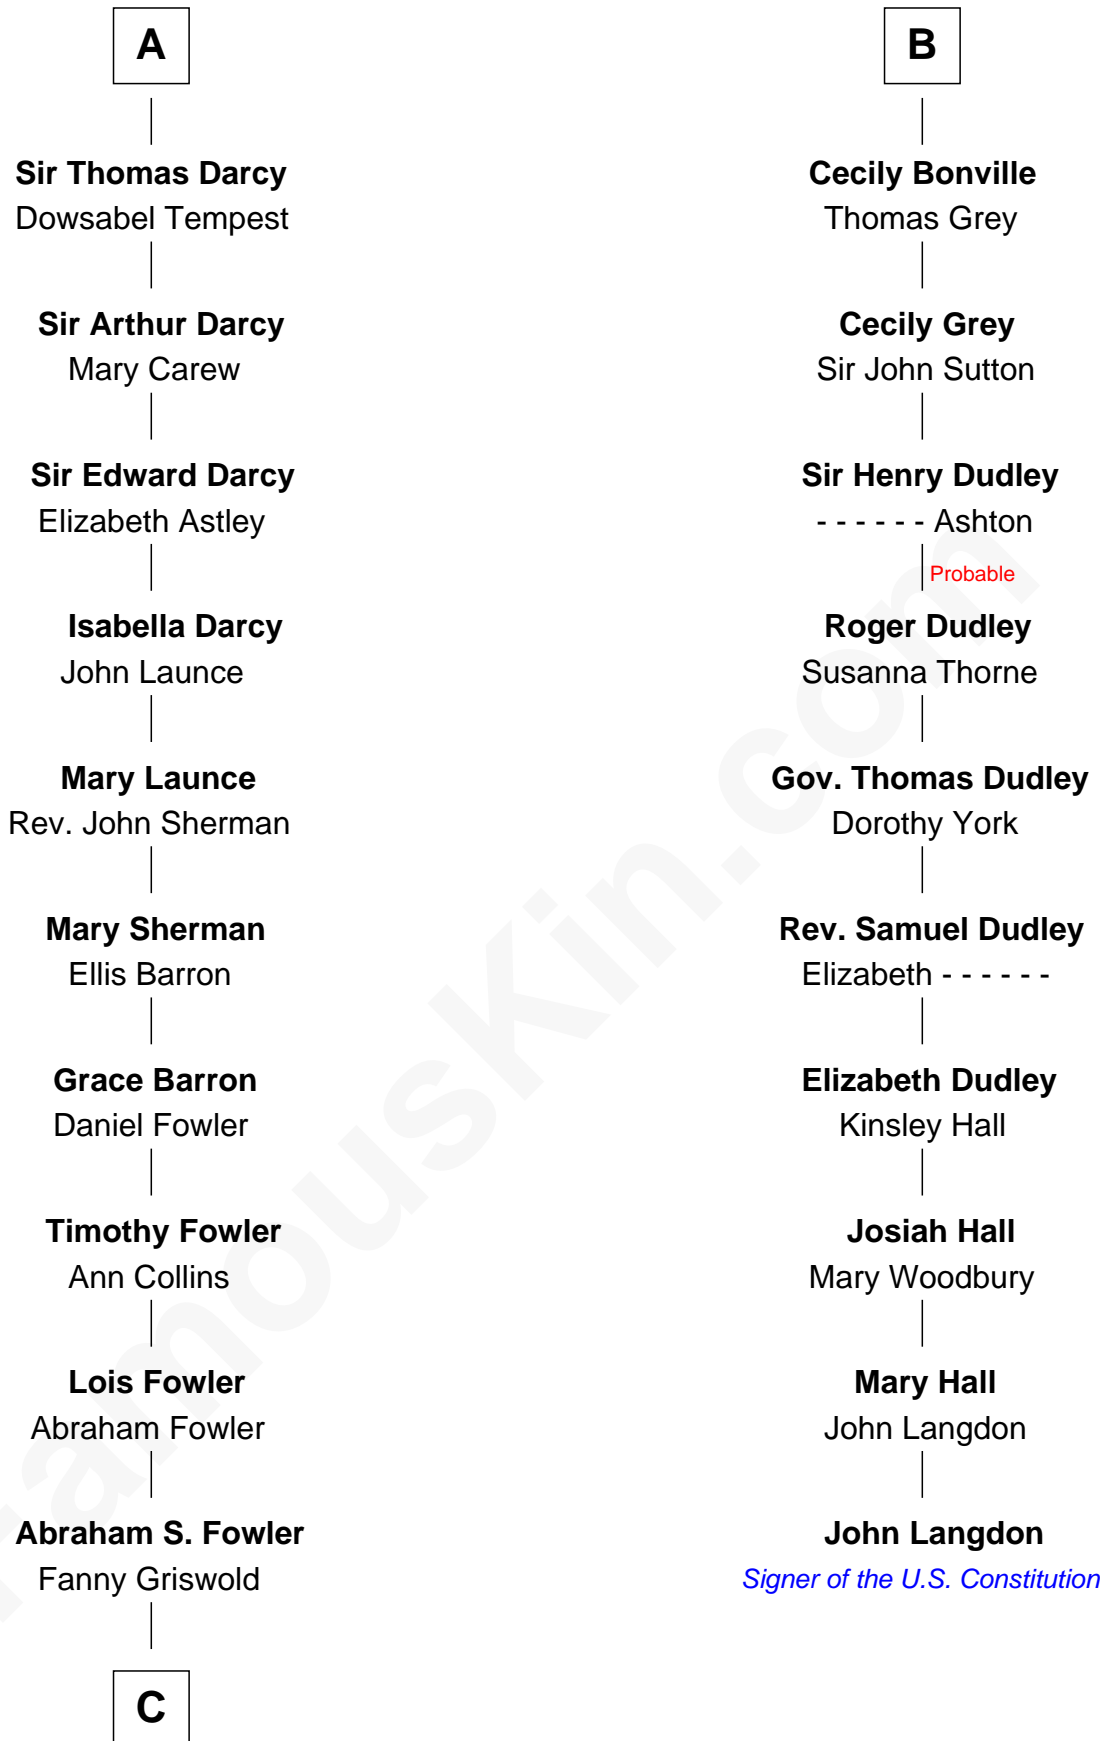 A
Sir Thomas Darcy
Dowsabel Tempest
Sir Arthur Darcy
Mary Carew
Sir Edward Darcy
Elizabeth Astley
Isabella Darcy
John Launce
Mary Launce
Rev. John Sherman
Mary Sherman
Ellis Barron
Grace Barron
Daniel Fowler
Timothy Fowler
Ann Collins
Lois Fowler
Abraham Fowler
Abraham S. Fowler
Fanny Griswold
C
B
Cecily Bonville
Thomas Grey
Cecily Grey
Sir John Sutton
Sir Henry Dudley
- - - - - - Ashton
Probable
Roger Dudley
Susanna Thorne
Gov. Thomas Dudley
Dorothy York
Rev. Samuel Dudley
Elizabeth - - - - - -
Elizabeth Dudley
Kinsley Hall
Josiah Hall
Mary Woodbury
Mary Hall
John Langdon
John Langdon
Signer of the U.S. Constitution
FamousKin.com